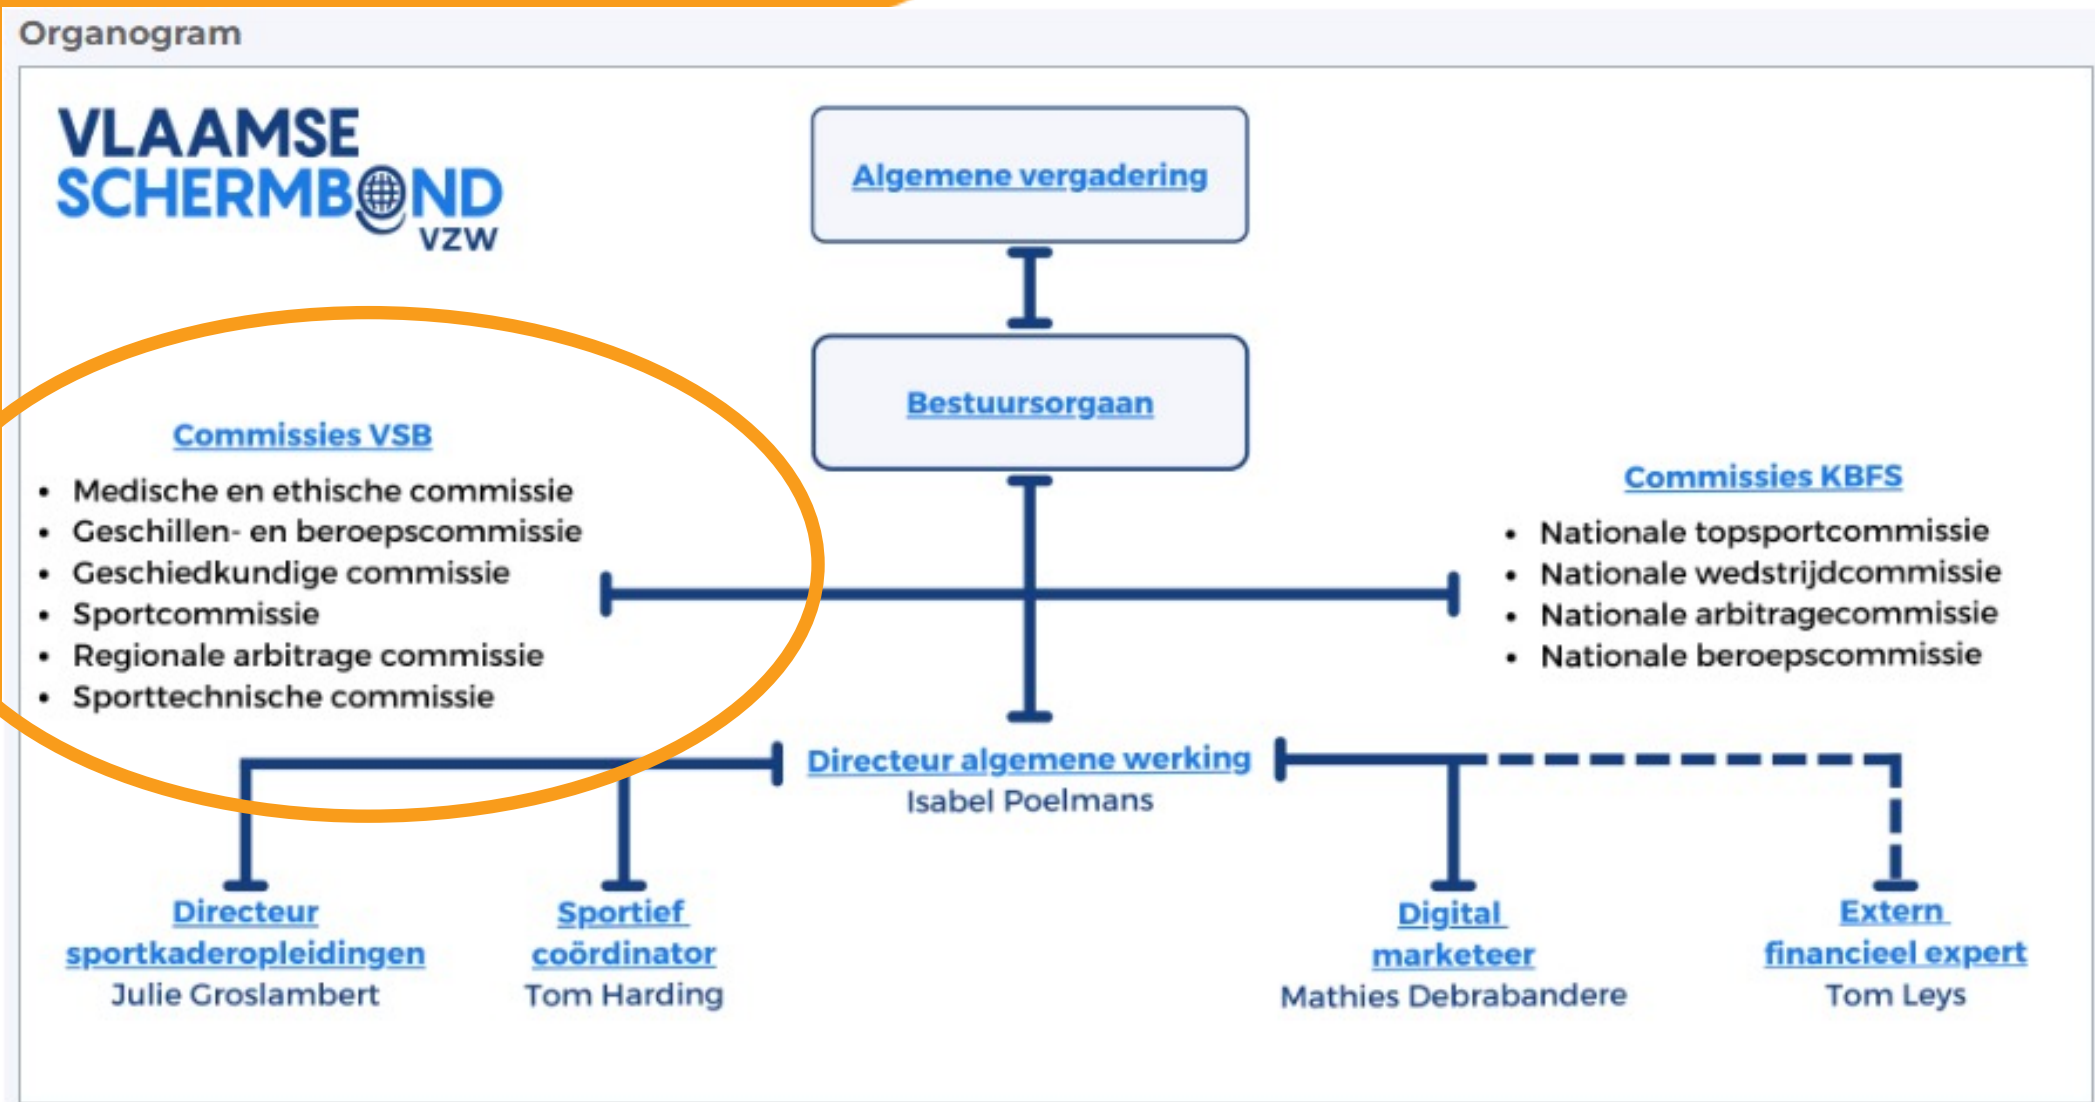 Organogram
VLAAMSE
SCHERMBOND
VZW
Algemene vergadering
Bestuursorgaan
Commissies VSB
• Medische en ethische commissie
• Geschillen- en beroepscommissie
• Geschiedkundige commissie
• Sportcommissie
• Regionale arbitrage commissie
• Sporttechnische commissie
Commissies KBFS
• Nationale topsportcommissie
• Nationale wedstrijdcommissie
• Nationale arbitragecommissie
• Nationale beroepscommissie
Directeur algemene werking
Isabel Poelmans
Directeur
sportkaderopleidingen
Julie Groslambert
Sportief
coördinator
Tom Harding
Digital
marketeer
Mathies Debrabandere
Extern
financieel expert
Tom Leys